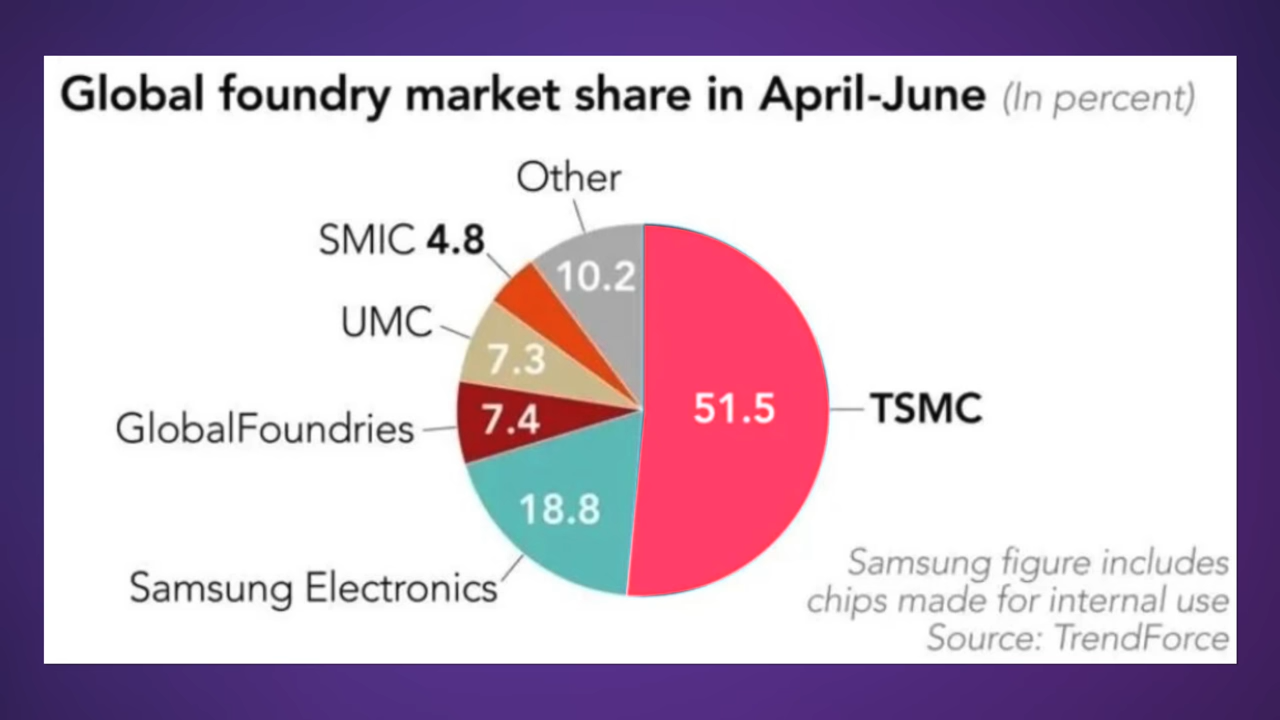 Global foundry market share in April-June (In percent)
Other
10.2
SMIC 4.8
UMC
7.3
GlobalFoundries
7.4
Samsung Electronics
18.8
51.5
TSMC
Samsung figure includes
chips made for internal use
Source: TrendForce